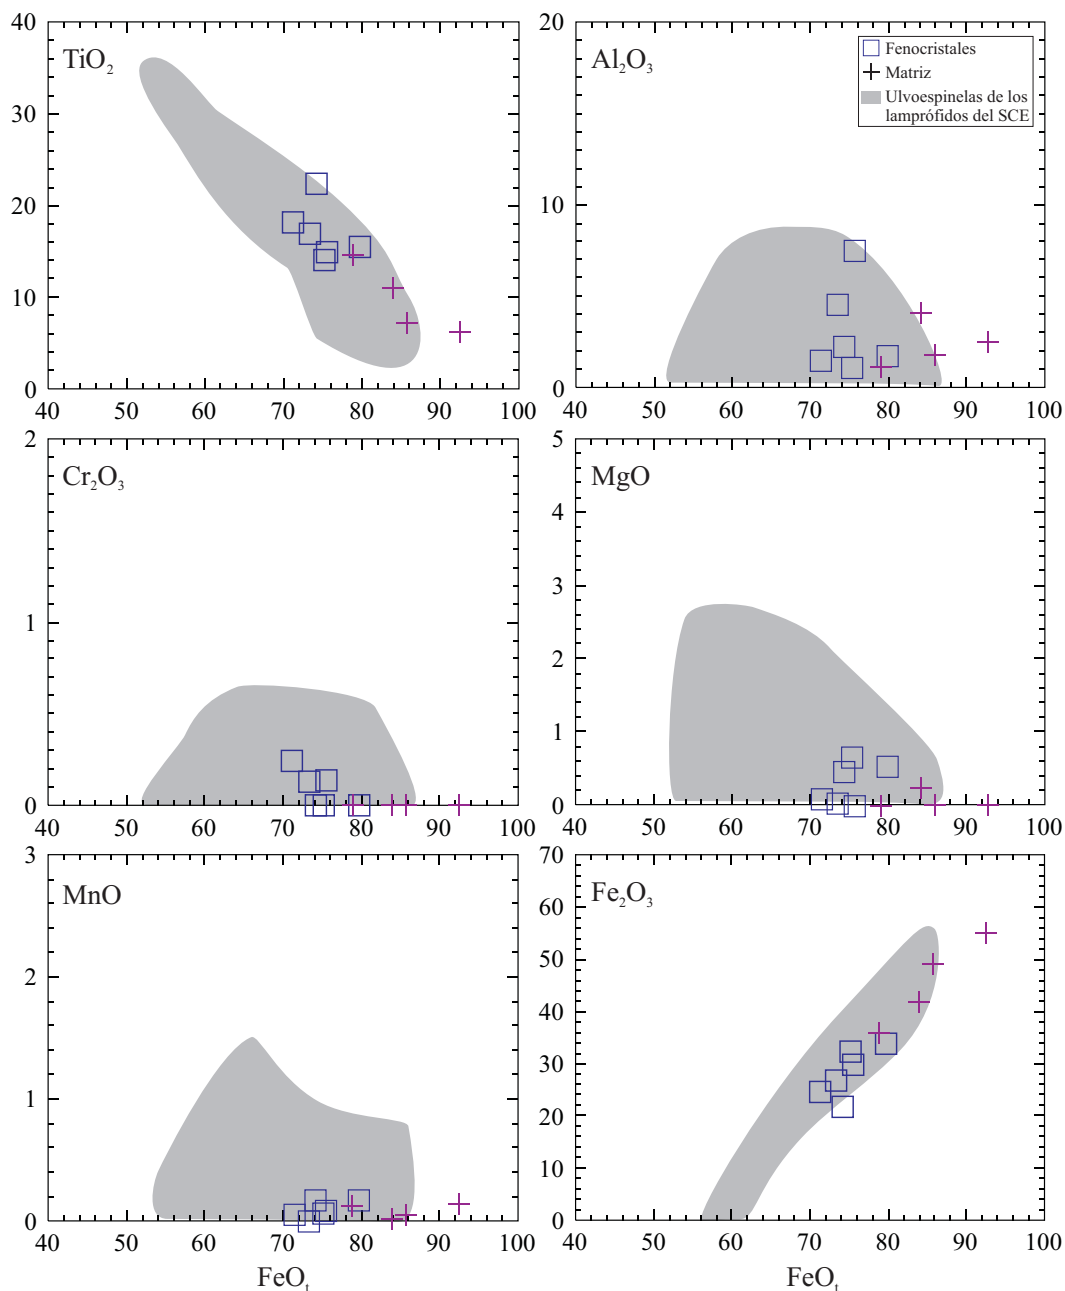 TiO₂
40
30
20
10
0
40 50 60 70 80 90 100
Al₂O₃
20
10
0
40 50 60 70 80 90 100
Fenocristales
Matriz
Ulvoespinelas de los
lamprófidos del SCE
Cr₂O₃
2
1
0
40 50 60 70 80 90 100
MgO
5
4
3
2
1
0
40 50 60 70 80 90 100
MnO
3
2
1
0
40 50 60 70 80 90 100
FeOₜ
Fe₂O₃
70
60
50
40
30
20
10
0
40 50 60 70 80 90 100
FeOₜ